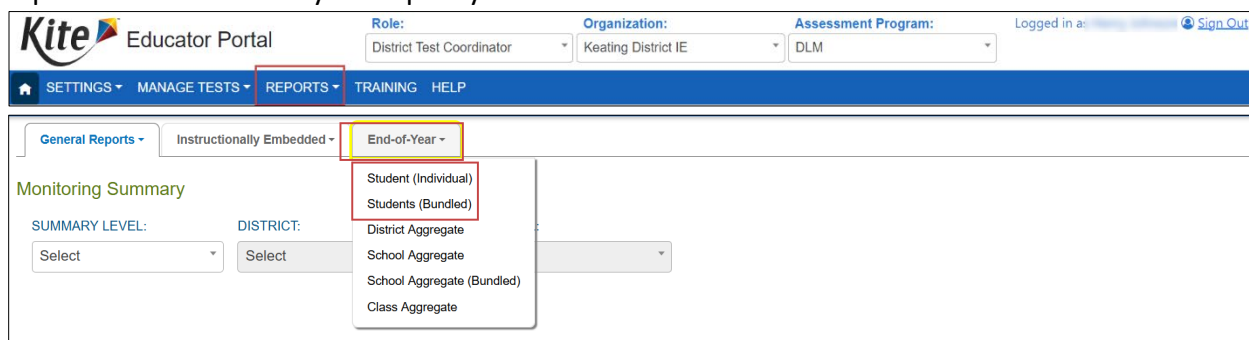 Kite Educator Portal
Role: Organization: Assessment Program: Logged in as Sign Out
District Test Coordinator Keating District IE DLM
SETTINGS MANAGE TESTS REPORTS TRAINING HELP
General Reports Instructionally Embedded End-of-Year
Student (Individual)
Students (Bundled)
District Aggregate
School Aggregate
School Aggregate (Bundled)
Class Aggregate
Monitoring Summary
SUMMARY LEVEL: DISTRICT:
Select Select